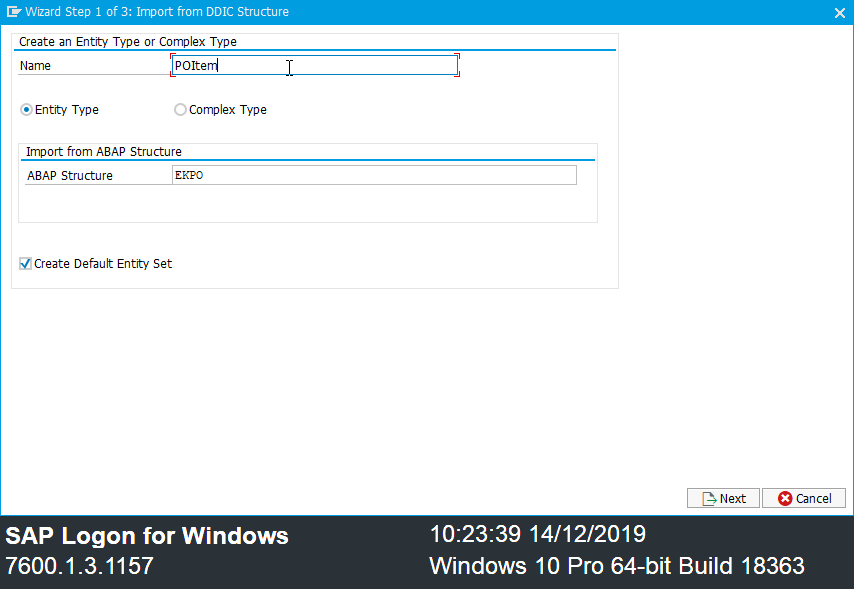 Wizard Step 1 of 3: Import from DDIC Structure
Create an Entity Type or Complex Type
Name POItem
Entity Type Complex Type
Import from ABAP Structure
ABAP Structure EKPO
Create Default Entity Set
Next Cancel
SAP Logon for Windows 10:23:39 14/12/2019
7600.1.3.1157 Windows 10 Pro 64-bit Build 18363